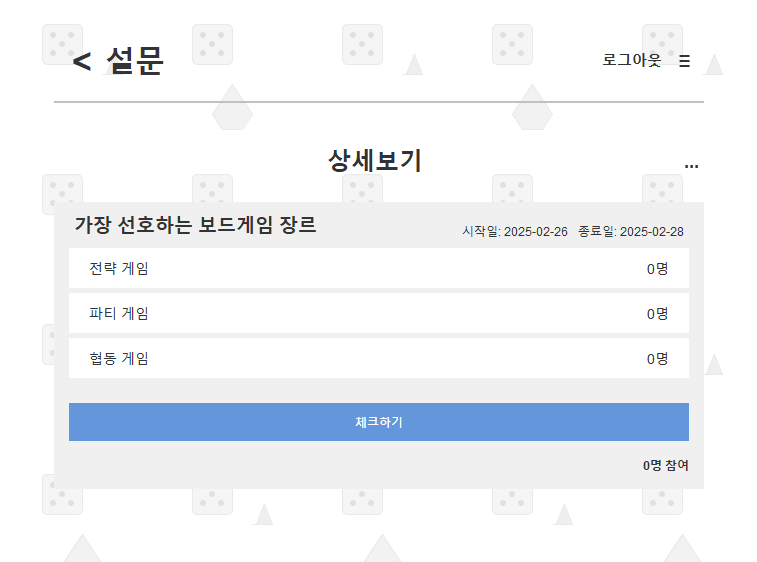 < 설문
로그아웃 ☰
상세보기
...
가장 선호하는 보드게임 장르
시작일: 2025-02-26 종료일: 2025-02-28
전략 게임 0명
파티 게임 0명
협동 게임 0명
체크하기
0명 참여